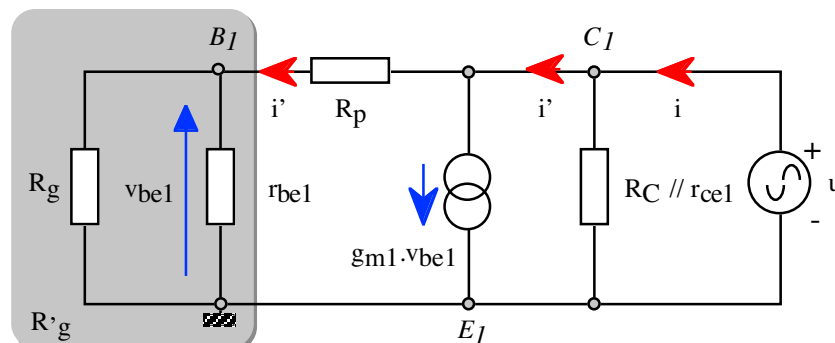 B1
C1
i'
Rp
i'
i
+
Rg
vbe1
rbe1
RC // rce1
u
gm1.vbe1
-
R'g
E1